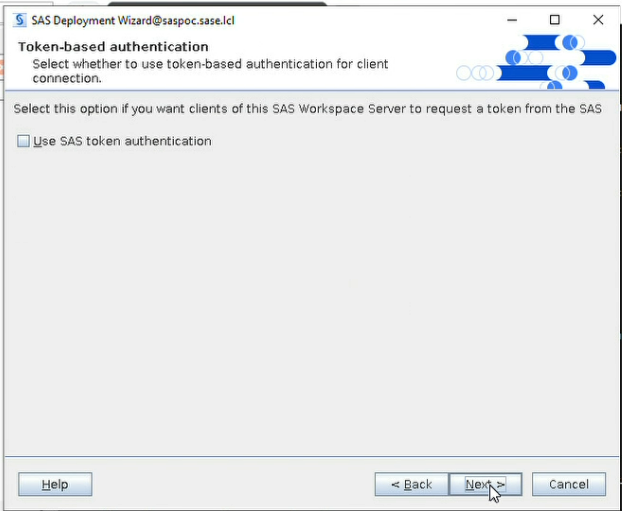 SAS Deployment Wizard@saspoc.sase.lcl
Token-based authentication
Select whether to use token-based authentication for client
connection.
Select this option if you want clients of this SAS Workspace Server to request a token from the SAS
Use SAS token authentication
Help
< Back
Next >
Cancel